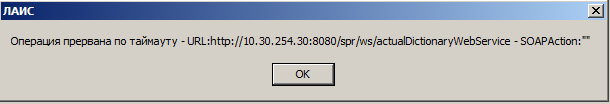 ЛАИС
Операция прервана по таймауту - URL:http://10.30.254.30:8080/spr/ws/actualDictionaryWebService - SOAPAction:""
OK